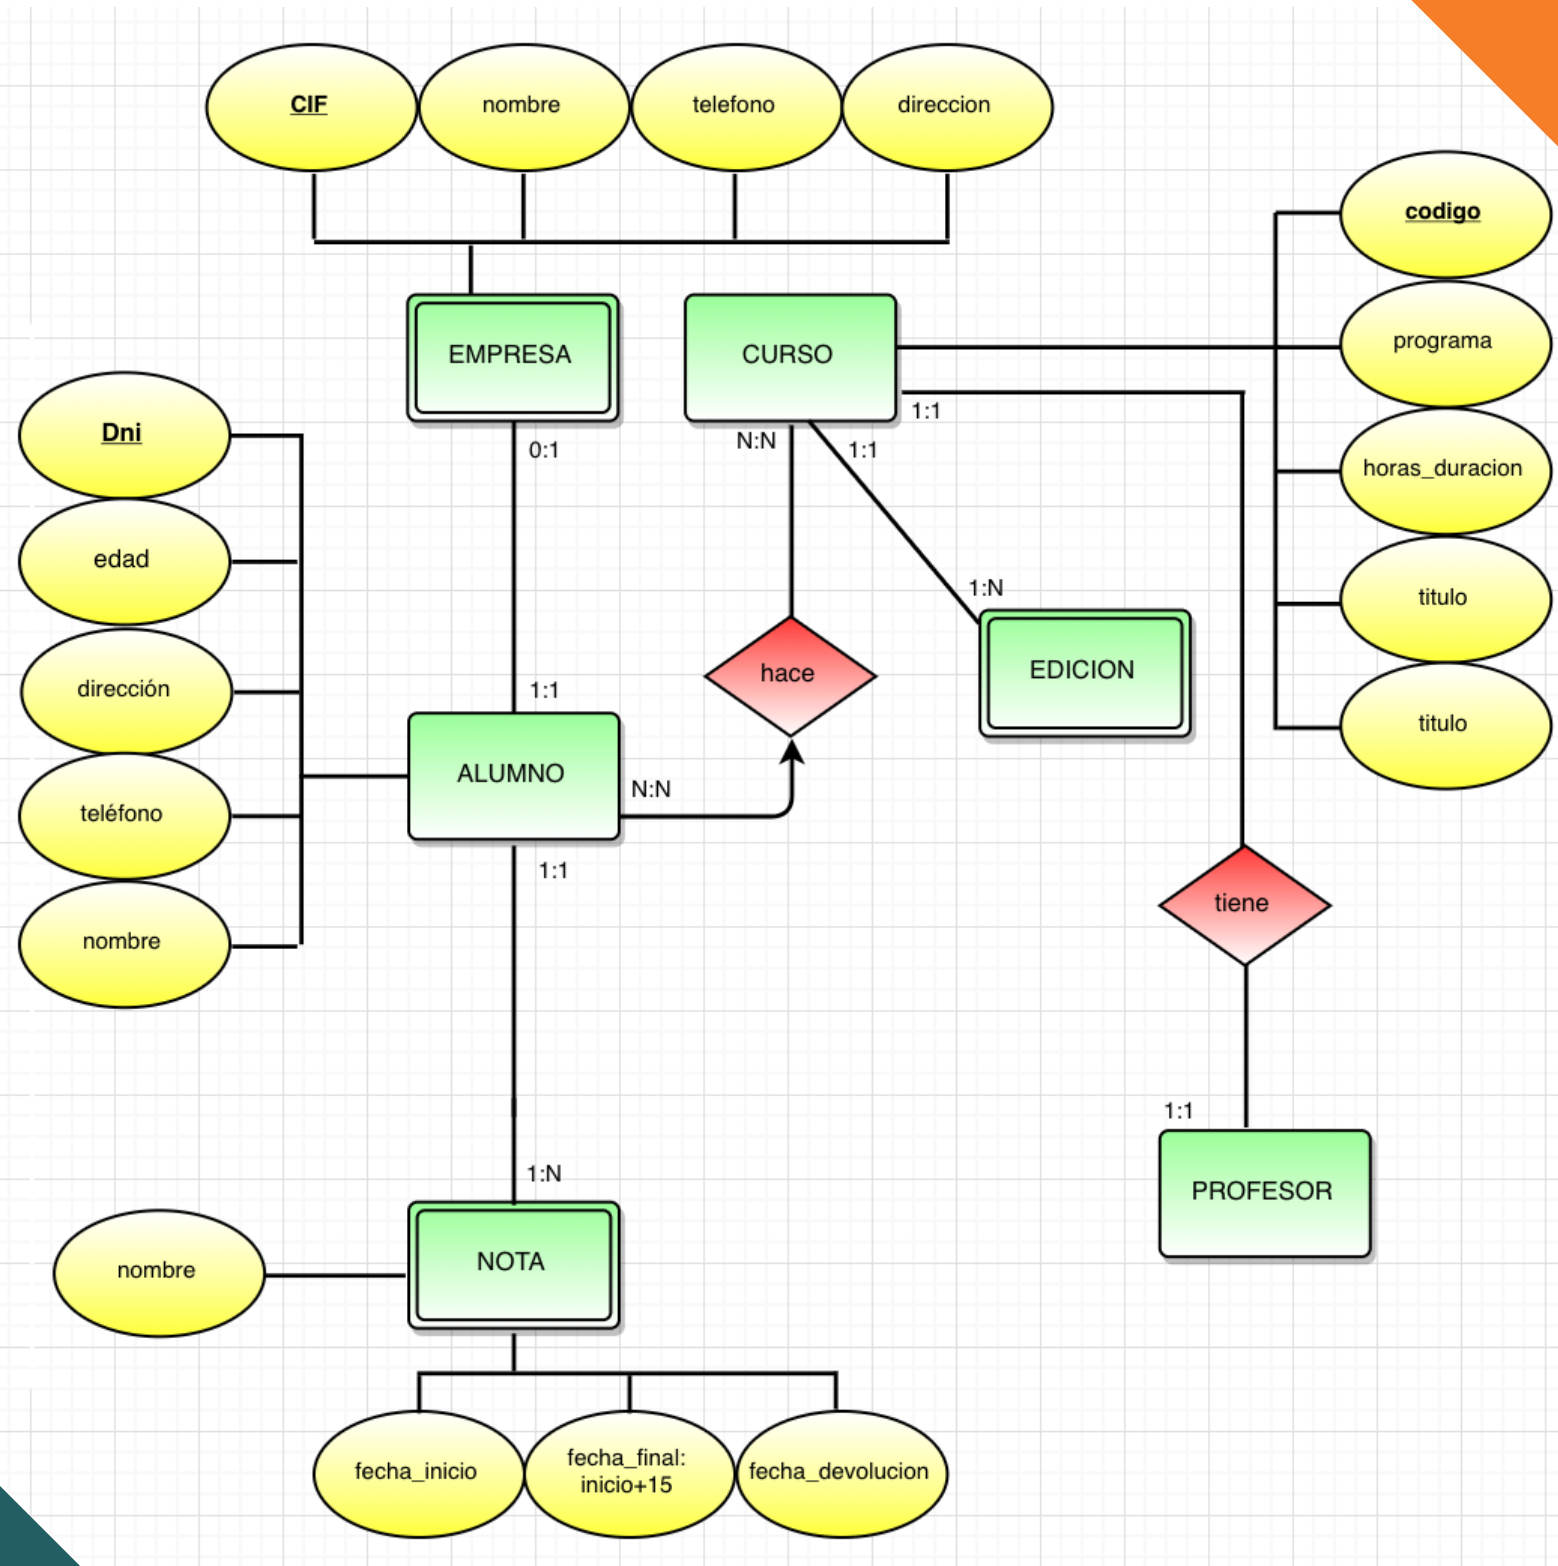 CIF
nombre
telefono
direccion
codigo
programa
horas_duracion
titulo
titulo
EMPRESA
CURSO
0:1
N:N
1:1
1:1
Dni
edad
dirección
teléfono
nombre
1:N
EDICION
hace
1:1
ALUMNO
N:N
1:1
tiene
1:1
PROFESOR
1:N
NOTA
nombre
fecha_inicio
fecha_final:
inicio+15
fecha_devolucion